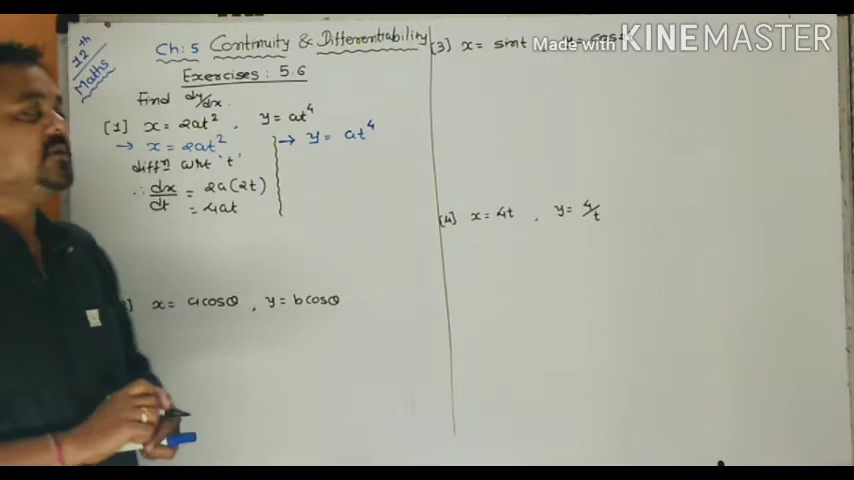 12th
Maths
Ch: 5 Continuity & Differentiability
Exercises: 5.6
Find dy/dx.
[1] x = 2at², y = at⁴
→ x = 2at²
diffⁿ wrt 't'
∴ dx/dt = 2a(2t)
= 4at
→ y = at⁴
x = acosθ, y = bcosθ
[3] x = sint
Made with KINEMASTER
[4] x = 4t, y = 4/t